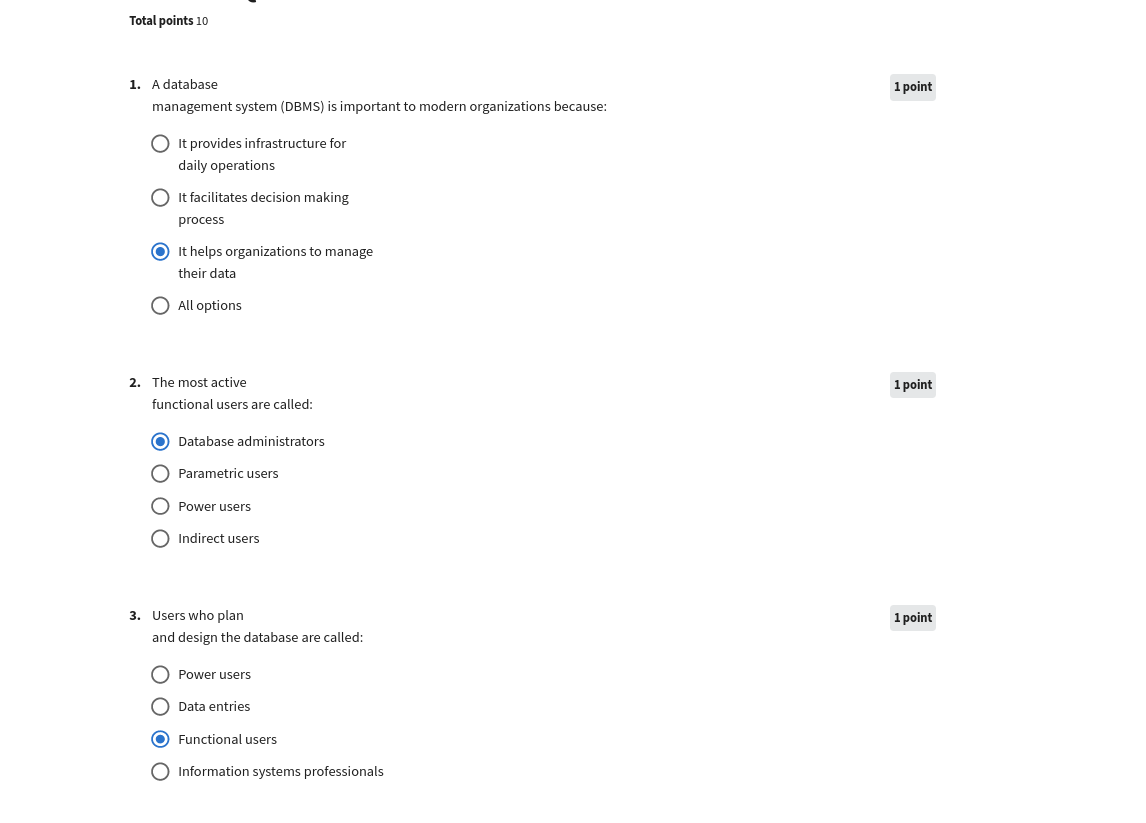 Total points 10
1. A database 1 point
management system (DBMS) is important to modern organizations because:
It provides infrastructure for
daily operations
It facilitates decision making
process
It helps organizations to manage
their data
All options
2. The most active 1 point
functional users are called:
Database administrators
Parametric users
Power users
Indirect users
3. Users who plan 1 point
and design the database are called:
Power users
Data entries
Functional users
Information systems professionals